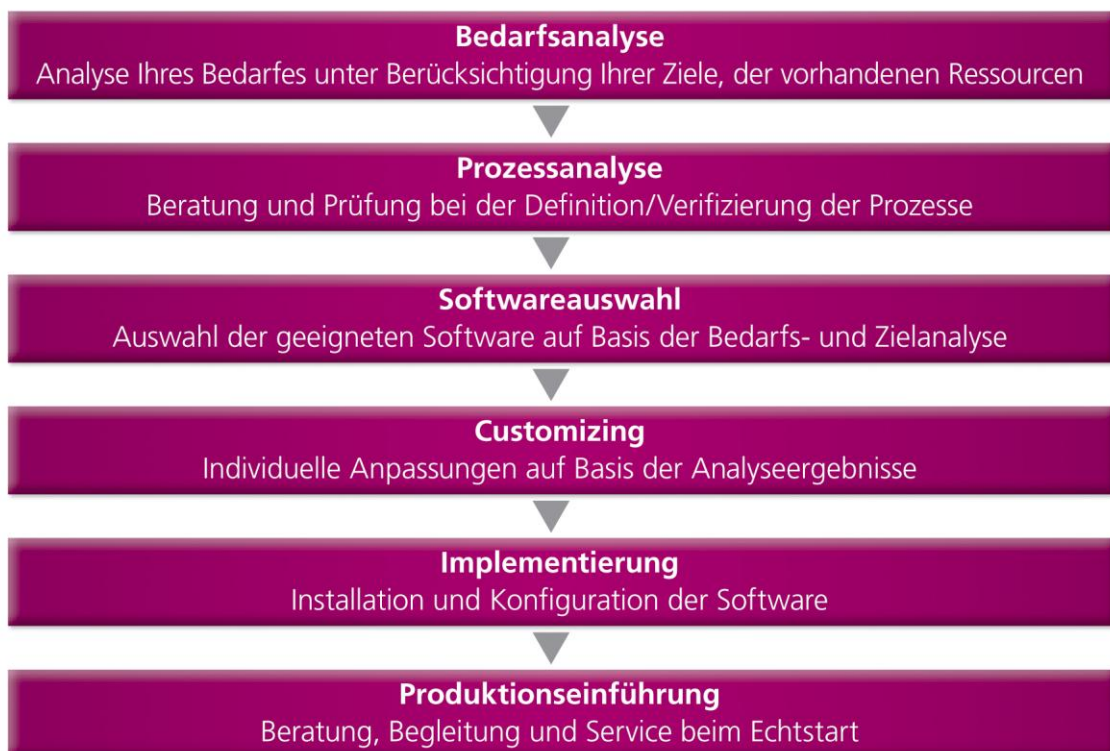 Bedarfsanalyse
Analyse Ihres Bedarfes unter Berücksichtigung Ihrer Ziele, der vorhandenen Ressourcen
Prozessanalyse
Beratung und Prüfung bei der Definition/Verifizierung der Prozesse
Softwareauswahl
Auswahl der geeigneten Software auf Basis der Bedarfs- und Zielanalyse
Customizing
Individuelle Anpassungen auf Basis der Analyseergebnisse
Implementierung
Installation und Konfiguration der Software
Produktionseinführung
Beratung, Begleitung und Service beim Echtstart